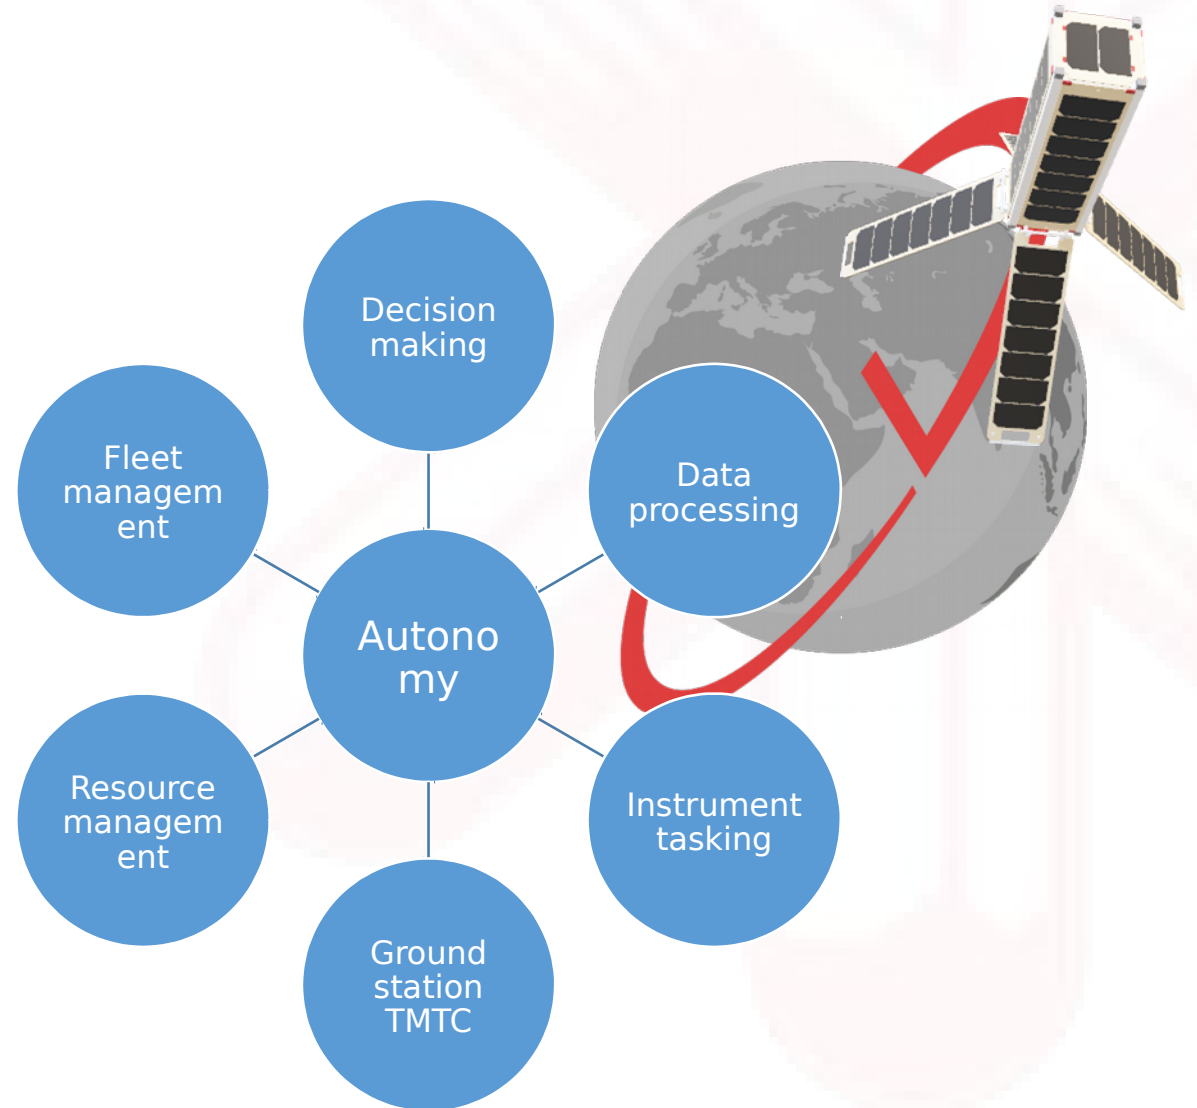 Decision
making
Data
processing
Fleet
managem
ent
Autono
my
Resource
managem
ent
Instrument
tasking
Ground
station
TMTC